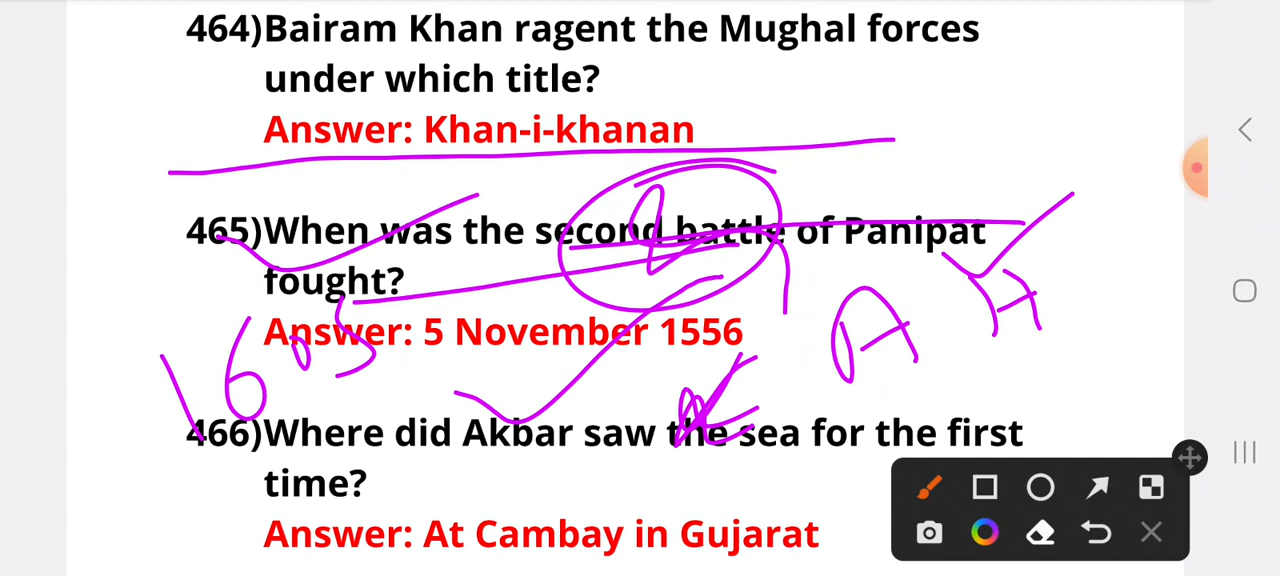 464)Bairam Khan ragent the Mughal forces
under which title?
Answer: Khan-i-khanan
465)When was the second battle of Panipat
fought?
Answer: 5 November 1556
1605
A H
466)Where did Akbar saw the sea for the first
time?
Answer: At Cambay in Gujarat